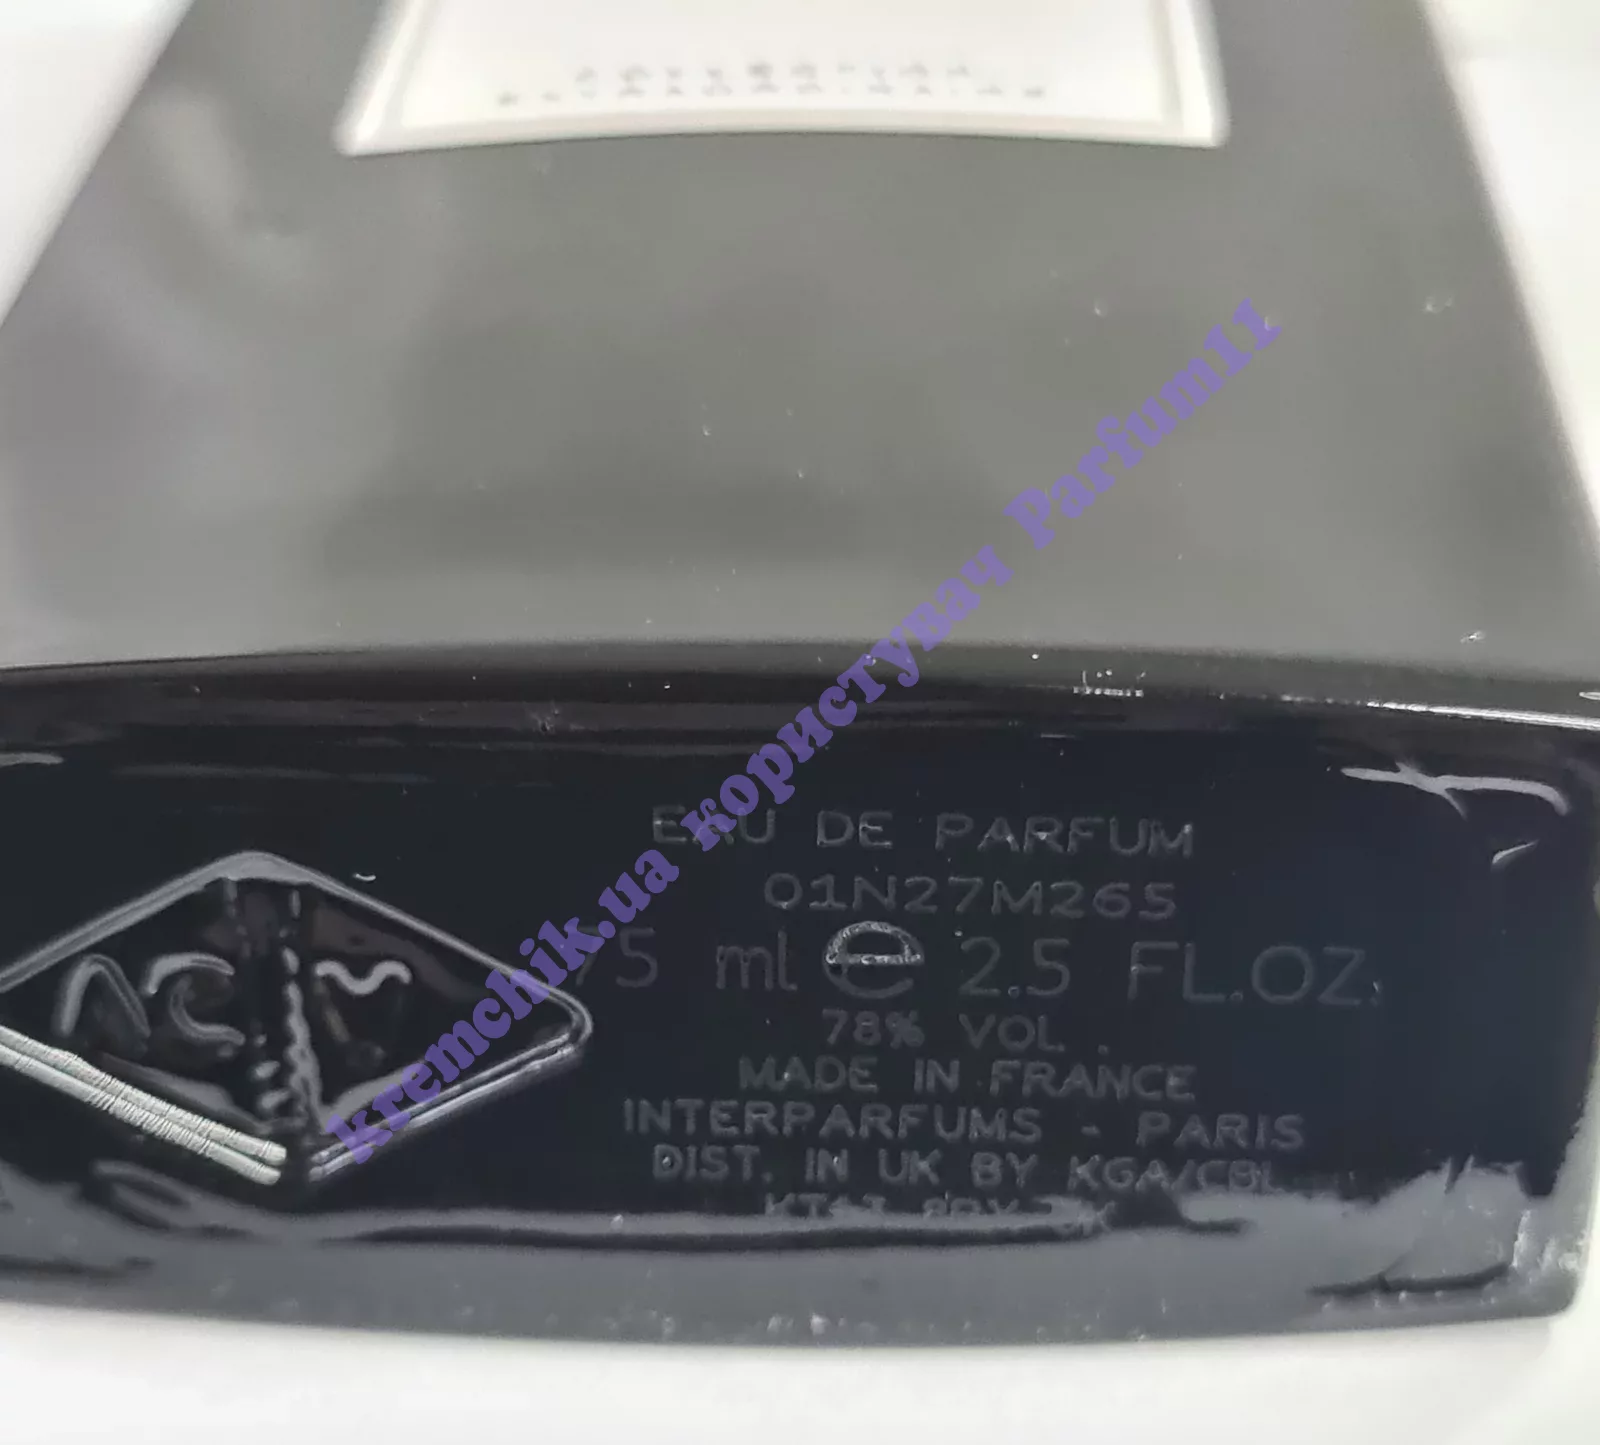 EAU DE PARFUM
01N27M265
75 ml e 2.5 FL.OZ.
78% VOL.
MADE IN FRANCE
INTERPARFUMS - PARIS
DIST. IN UK BY KGA/CBL
kremchik.ua користувач Parfum11